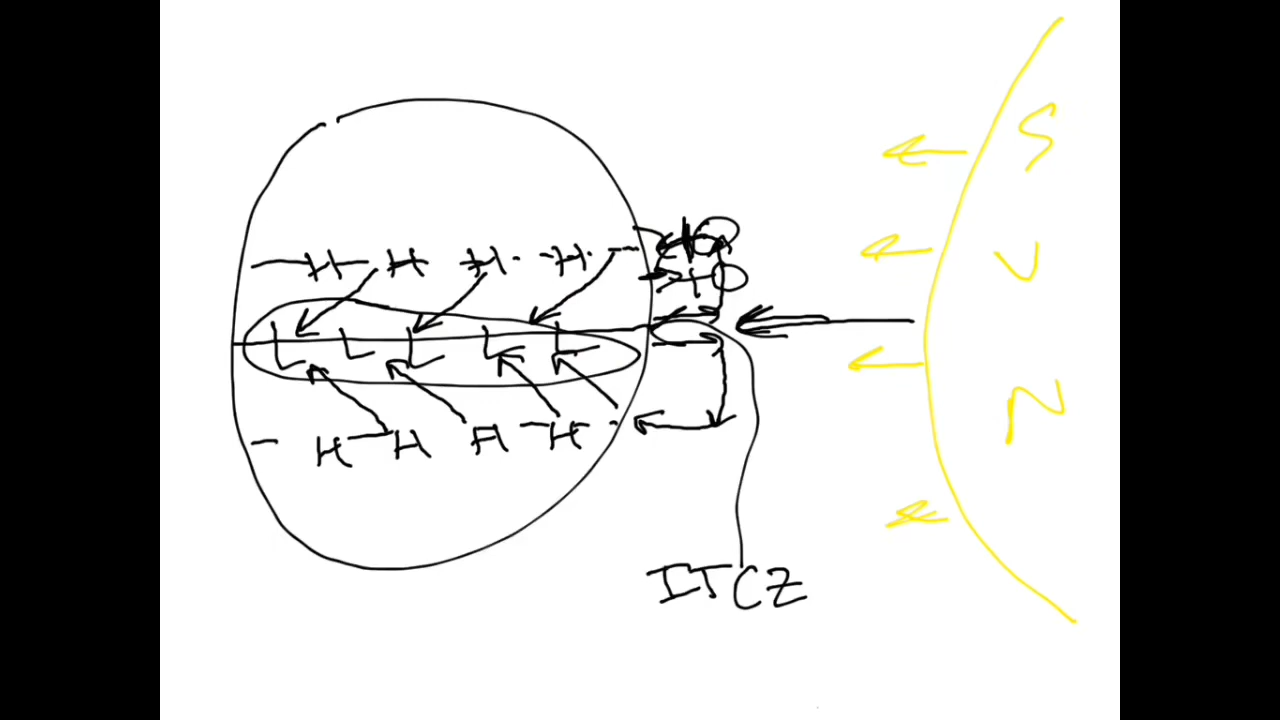 S
U
N
H H H H
L L L L L
H H H H
ITCZ